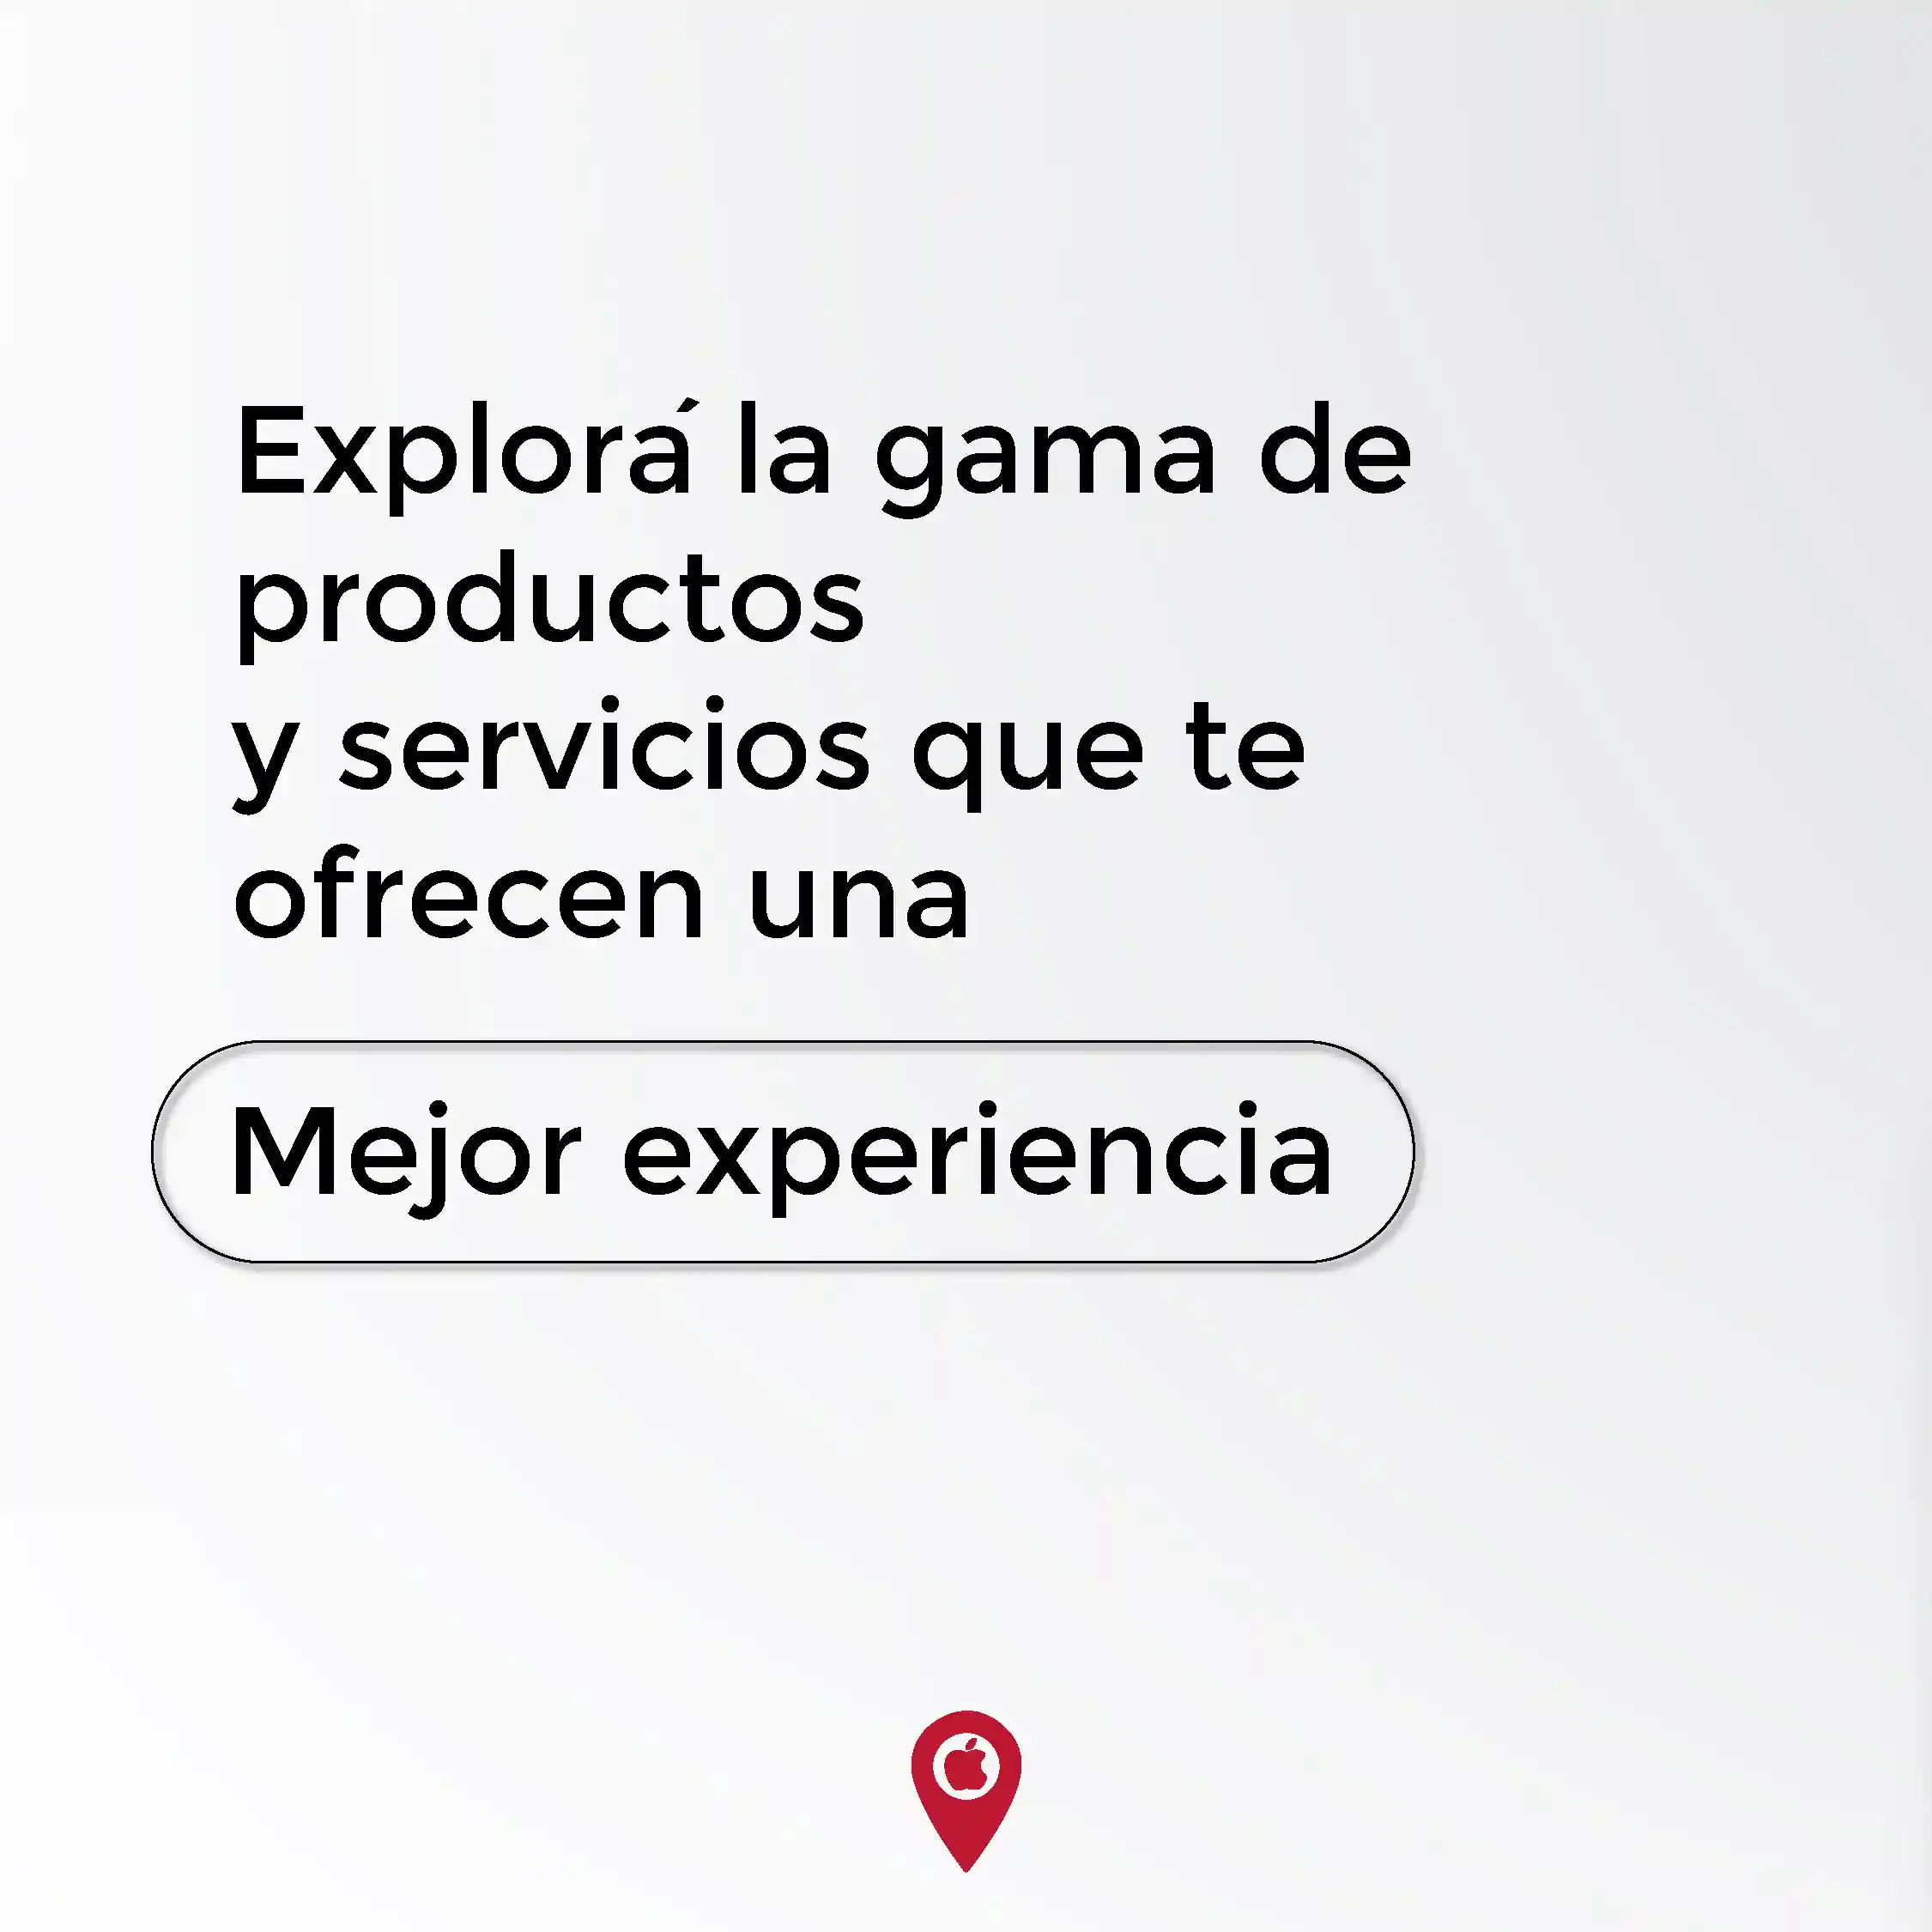 Explorá la gama de
productos
y servicios que te
ofrecen una
Mejor experiencia